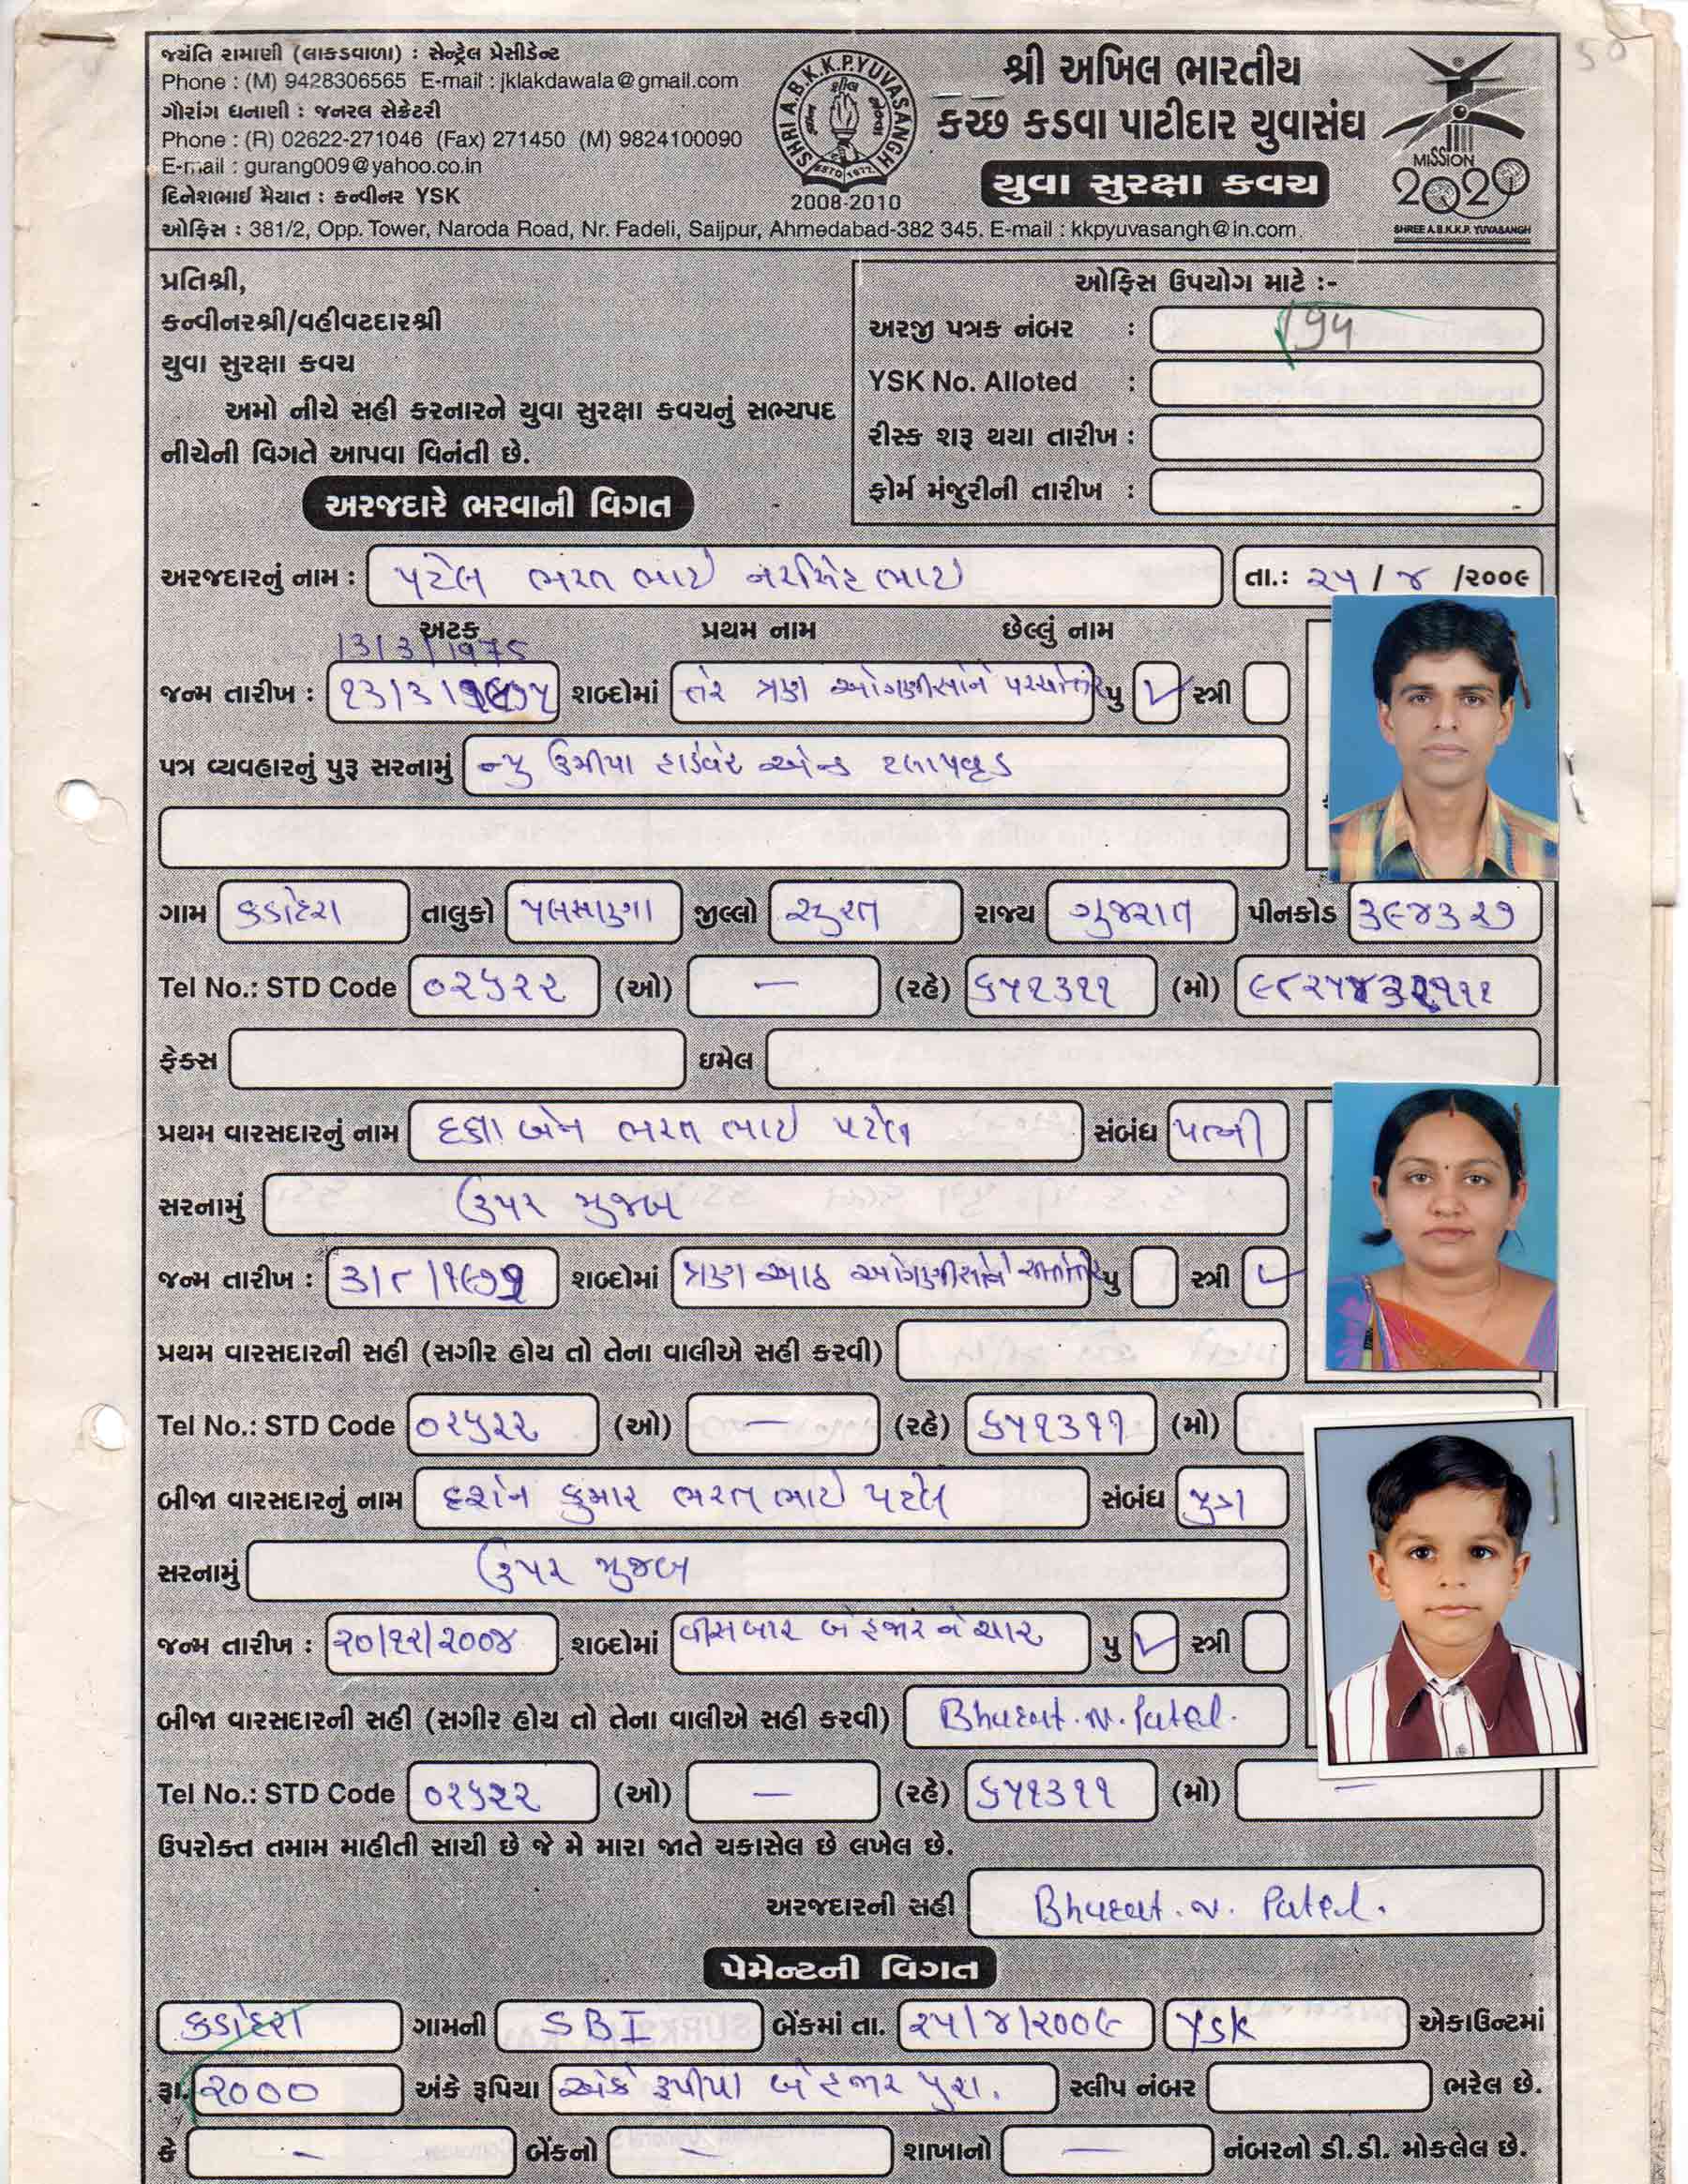 જયંતિ રામાણી (લાકડવાળા) : સેન્ટ્રલ પ્રેસીડેન્ટ
Phone : (M) 9428306565 E-mail : jklakdawala@gmail.com
ગૌરાંગ ધનાણી : જનરલ સેક્રેટરી
Phone : (R) 02622-271046 (Fax) 271450 (M) 9824100090
E-mail : gurang009@yahoo.co.in
દિનેશભાઈ મૈયાત : કન્વીનર YSK
ઓફિસ : 381/2, Opp. Tower, Naroda Road, Nr. Fadeli, Saijpur, Ahmedabad-382 345. E-mail : kkpyuvasangh@in.com
SHRI A.B.K.K.P. YUVASANGH
ESTD. 1977
2008-2010
શ્રી અખિલ ભારતીય
કચ્છ કડવા પાટીદાર યુવાસંઘ
યુવા સુરક્ષા કવચ
MISSION
2020
SHREE A.B.K.K.P. YUVASANGH
50
પ્રતિશ્રી,
કન્વીનરશ્રી/વહીવટદારશ્રી
યુવા સુરક્ષા કવચ
અમો નીચે સહી કરનારને યુવા સુરક્ષા કવચનું સભ્યપદ
નીચેની વિગતે આપવા વિનંતી છે.
ઓફિસ ઉપયોગ માટે :-
અરજી પત્રક નંબર :
YSK No. Alloted :
રીસ્ક શરૂ થયા તારીખ :
ફોર્મ મંજુરીની તારીખ :
અરજદારે ભરવાની વિગત
અરજદારનું નામ : પટેલ ભરત ભાઈ નરસિંહ ભાઈ તા.: ૨૫ / ૪ /૨૦૦૯
અટક પ્રથમ નામ છેલ્લું નામ
13/3/1975
જન્મ તારીખ : ૧૩/૩/૧૯૭૫ શબ્દોમાં તેર ત્રણ ઓગણીસોને પંચોતેર પુ ✓ સ્ત્રી
પત્ર વ્યવહારનું પુરૂ સરનામું ન્યુ ઉમીયા હાર્ડવેર એન્ડ પ્લાયવુડ
ગામ કડોદરા તાલુકો પલસાણા જીલ્લો સુરત રાજ્ય ગુજરાત પીનકોડ ૩૯૪૩૨૭
Tel No.: STD Code ૦૨૬૨૨ (ઓ) — (રહે) ૬૫૧૩૧૧ (મો)
ફેક્સ ઇમેલ
પ્રથમ વારસદારનું નામ દક્ષા બેન ભરત ભાઈ પટેલ સંબંધ પત્ની
સરનામું ઉપર મુજબ
જન્મ તારીખ : ૩/૮/૧૯૭૭ શબ્દોમાં ત્રણ આઠ ઓગણીસોને સીતોતેર પુ સ્ત્રી ✓
પ્રથમ વારસદારની સહી (સગીર હોય તો તેના વાલીએ સહી કરવી)
Tel No.: STD Code ૦૨૬૨૨ (ઓ) — (રહે) ૬૫૧૩૧૧ (મો)
બીજા વારસદારનું નામ દર્શન કુમાર ભરત ભાઈ પટેલ સંબંધ પુત્ર
સરનામું ઉપર મુજબ
જન્મ તારીખ : ૨૦/૧૨/૨૦૦૪ શબ્દોમાં વીસ બાર બે હજાર ને ચાર પુ ✓ સ્ત્રી
બીજા વારસદારની સહી (સગીર હોય તો તેના વાલીએ સહી કરવી) Bharat. N. Patel.
Tel No.: STD Code ૦૨૬૨૨ (ઓ) — (રહે) ૬૫૧૩૧૧ (મો) —
ઉપરોક્ત તમામ માહીતી સાચી છે જે મે મારા જાતે ચકાસેલ છે લખેલ છે.
અરજદારની સહી Bharat. N. Patel.
પેમેન્ટની વિગત
કડોદરા ગામની SBI બેંકમાં તા. ૨૫/૪/૨૦૦૯ YSK એકાઉન્ટમાં
રૂા. ૨૦૦૦ અંકે રૂપિયા અંકે રૂપીયા બે હજાર પુરા. સ્લીપ નંબર ભરેલ છે.
કે — બેંકનો — શાખાનો — નંબરનો ડી.ડી. મોકલેલ છે.